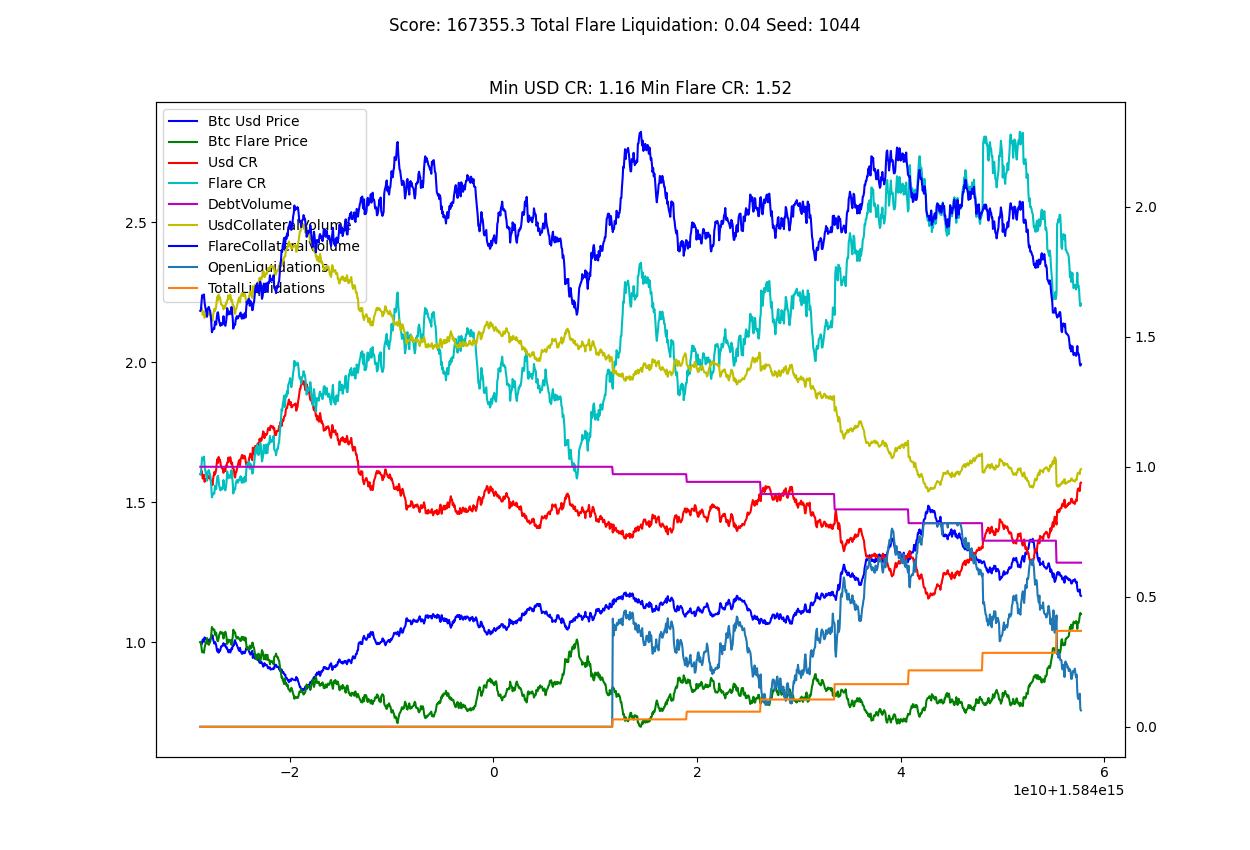 Score: 167355.3 Total Flare Liquidation: 0.04 Seed: 1044
Min USD CR: 1.16 Min Flare CR: 1.52
Btc Usd Price
Btc Flare Price
Usd CR
Flare CR
DebtVolume
UsdCollateralVolume
FlareCollateralVolume
OpenLiquidations
TotalLiquidations
2.5
2.0
1.5
1.0
2.0
1.5
1.0
0.5
0.0
−2
0
2
4
6
1e10+1.584e15